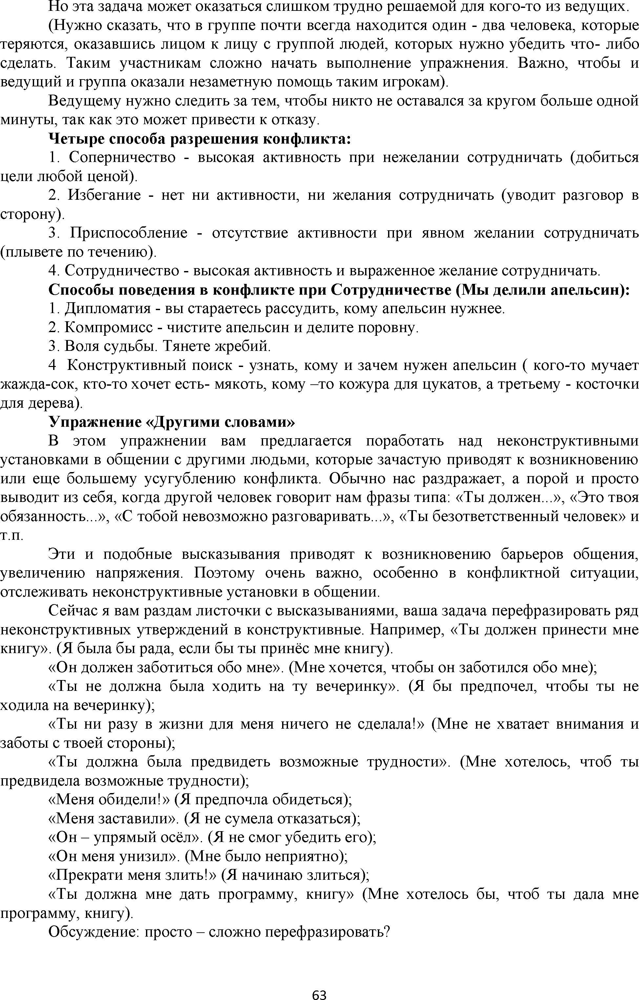 Но эта задача может оказаться слишком трудно решаемой для кого-то из ведущих.
(Нужно сказать, что в группе почти всегда находится один - два человека, которые
теряются, оказавшись лицом к лицу с группой людей, которых нужно убедить что- либо
сделать. Таким участникам сложно начать выполнение упражнения. Важно, чтобы и
ведущий и группа оказали незаметную помощь таким игрокам).
Ведущему нужно следить за тем, чтобы никто не оставался за кругом больше одной
минуты, так как это может привести к отказу.
Четыре способа разрешения конфликта:
1. Соперничество - высокая активность при нежелании сотрудничать (добиться
цели любой ценой).
2. Избегание - нет ни активности, ни желания сотрудничать (уводит разговор в
сторону).
3. Приспособление - отсутствие активности при явном желании сотрудничать
(плывете по течению).
4. Сотрудничество - высокая активность и выраженное желание сотрудничать.
Способы поведения в конфликте при Сотрудничестве (Мы делили апельсин):
1. Дипломатия - вы стараетесь рассудить, кому апельсин нужнее.
2. Компромисс - чистите апельсин и делите поровну.
3. Воля судьбы. Тянете жребий.
4 Конструктивный поиск - узнать, кому и зачем нужен апельсин ( кого-то мучает
жажда-сок, кто-то хочет есть- мякоть, кому –то кожура для цукатов, а третьему - косточки
для дерева).
Упражнение «Другими словами»
В этом упражнении вам предлагается поработать над неконструктивными
установками в общении с другими людьми, которые зачастую приводят к возникновению
или еще большему усугублению конфликта. Обычно нас раздражает, а порой и просто
выводит из себя, когда другой человек говорит нам фразы типа: «Ты должен...», «Это твоя
обязанность...», «С тобой невозможно разговаривать...», «Ты безответственный человек» и
т.п.
Эти и подобные высказывания приводят к возникновению барьеров общения,
увеличению напряжения. Поэтому очень важно, особенно в конфликтной ситуации,
отслеживать неконструктивные установки в общении.
Сейчас я вам раздам листочки с высказываниями, ваша задача перефразировать ряд
неконструктивных утверждений в конструктивные. Например, «Ты должен принести мне
книгу». (Я была бы рада, если бы ты принёс мне книгу).
«Он должен заботиться обо мне». (Мне хочется, чтобы он заботился обо мне);
«Ты не должна была ходить на ту вечеринку». (Я бы предпочел, чтобы ты не
ходила на вечеринку);
«Ты ни разу в жизни для меня ничего не сделала!» (Мне не хватает внимания и
заботы с твоей стороны);
«Ты должна была предвидеть возможные трудности». (Мне хотелось, чтоб ты
предвидела возможные трудности);
«Меня обидели!» (Я предпочла обидеться);
«Меня заставили». (Я не сумела отказаться);
«Он – упрямый осёл». (Я не смог убедить его);
«Он меня унизил». (Мне было неприятно);
«Прекрати меня злить!» (Я начинаю злиться);
«Ты должна мне дать программу, книгу» (Мне хотелось бы, чтоб ты дала мне
программу, книгу).
Обсуждение: просто – сложно перефразировать?
63